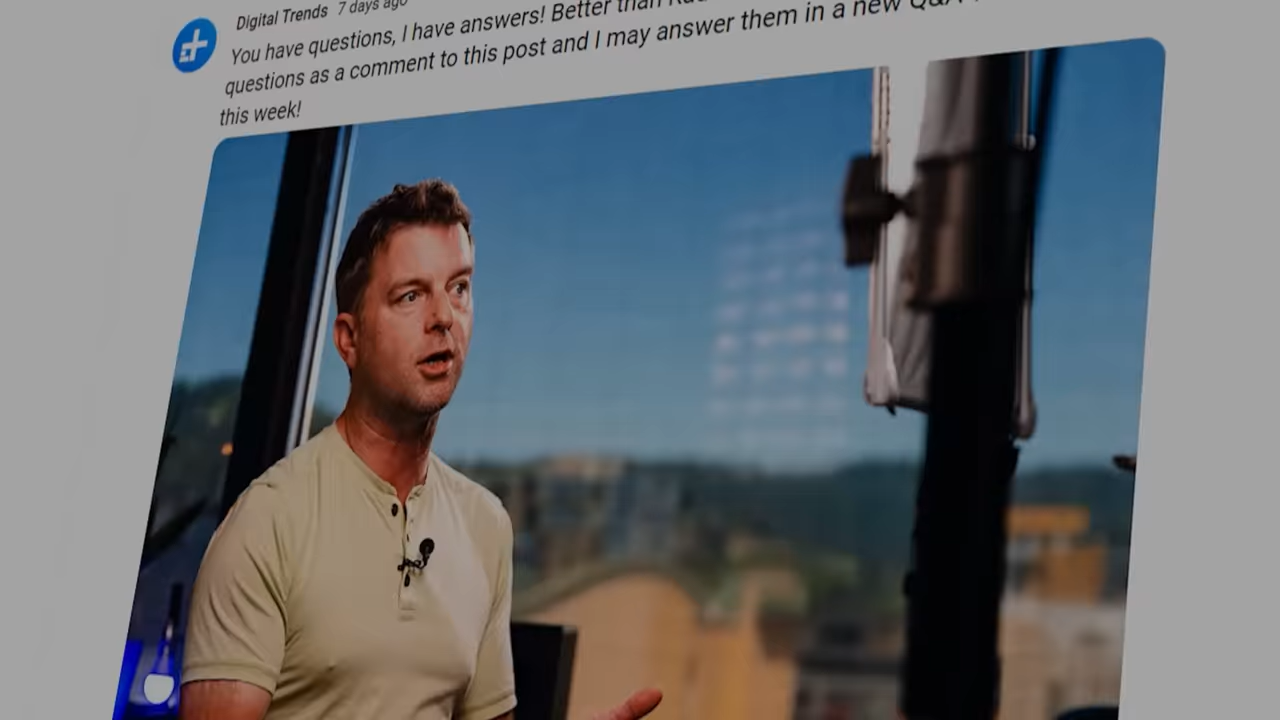 Digital Trends 7 days ago
You have questions, I have answers! Better than
questions as a comment to this post and I may answer them in a new Q&A
this week!